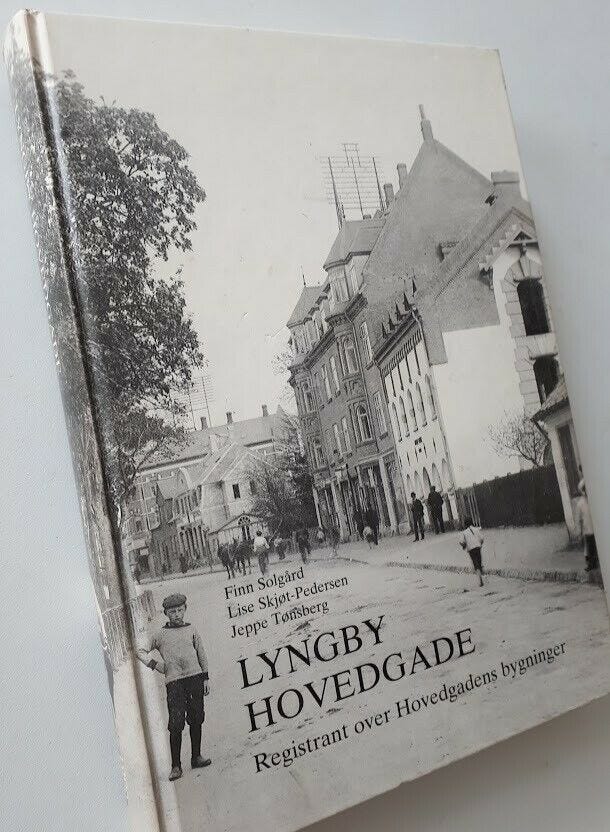 Finn Solgård
Lise Skjøt-Pedersen
Jeppe Tønsberg
LYNGBY
HOVEDGADE
Registrant over Hovedgadens bygninger